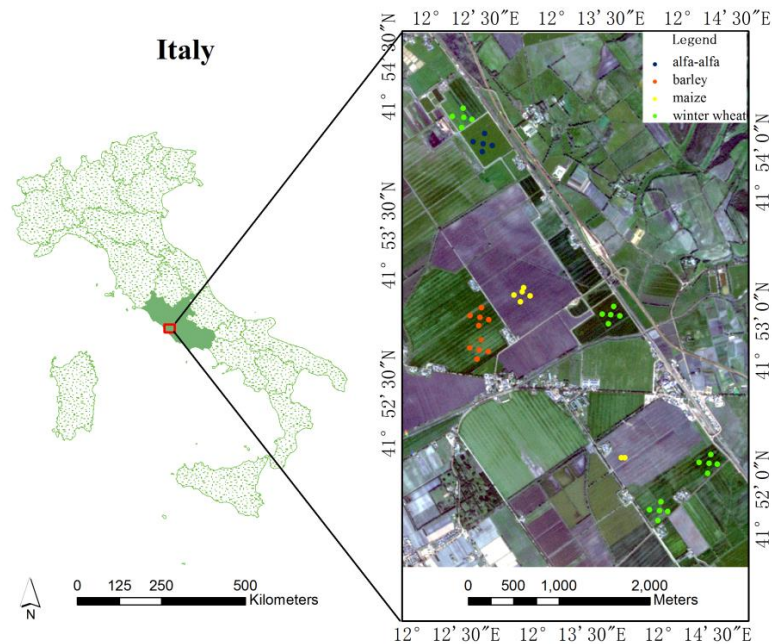 12° 12′30″E 12° 13′30″E 12° 14′30″E
Italy
Legend
alfa-alfa
barley
maize
winter wheat
41° 54′30″N
41° 53′30″N
41° 52′30″N
41° 54′0″N
41° 53′0″N
41° 52′0″N
N
0 125 250 500
Kilometers
0 500 1,000 2,000
Meters
12° 12′30″E 12° 13′30″E 12° 14′30″E